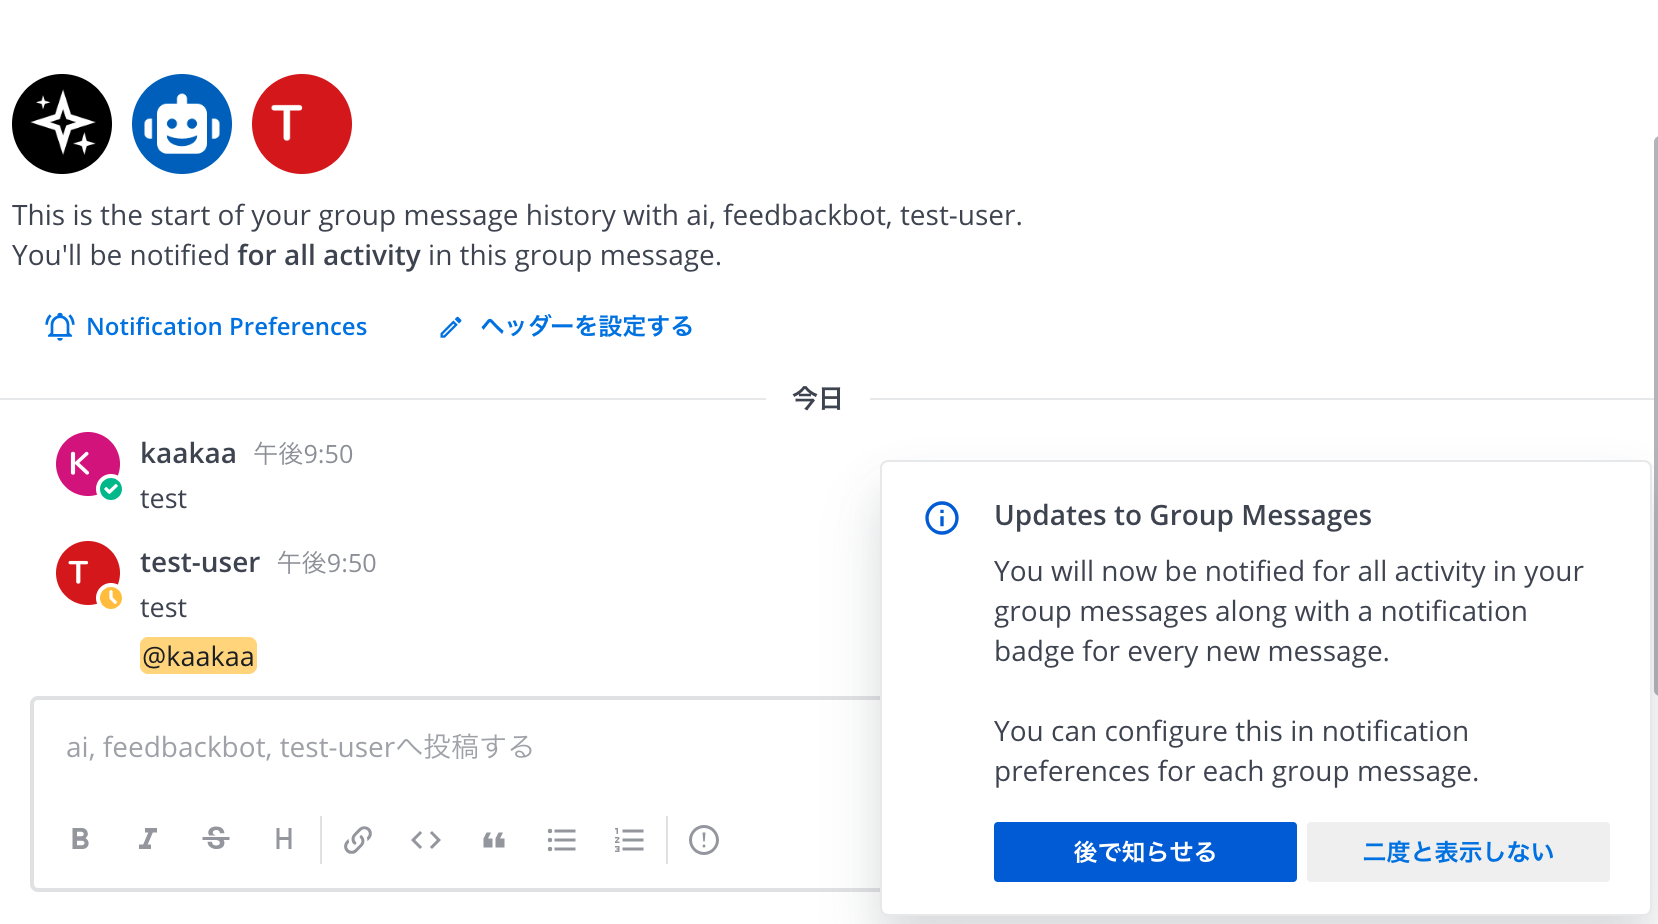 T
This is the start of your group message history with ai, feedbackbot, test-user.
You'll be notified for all activity in this group message.
Notification Preferences
ヘッダーを設定する
今日
K
kaakaa 午後9:50
test
T
test-user 午後9:50
test
@kaakaa
ai, feedbackbot, test-userへ投稿する
B I S H
Updates to Group Messages
You will now be notified for all activity in your
group messages along with a notification
badge for every new message.
You can configure this in notification
preferences for each group message.
後で知らせる
二度と表示しない